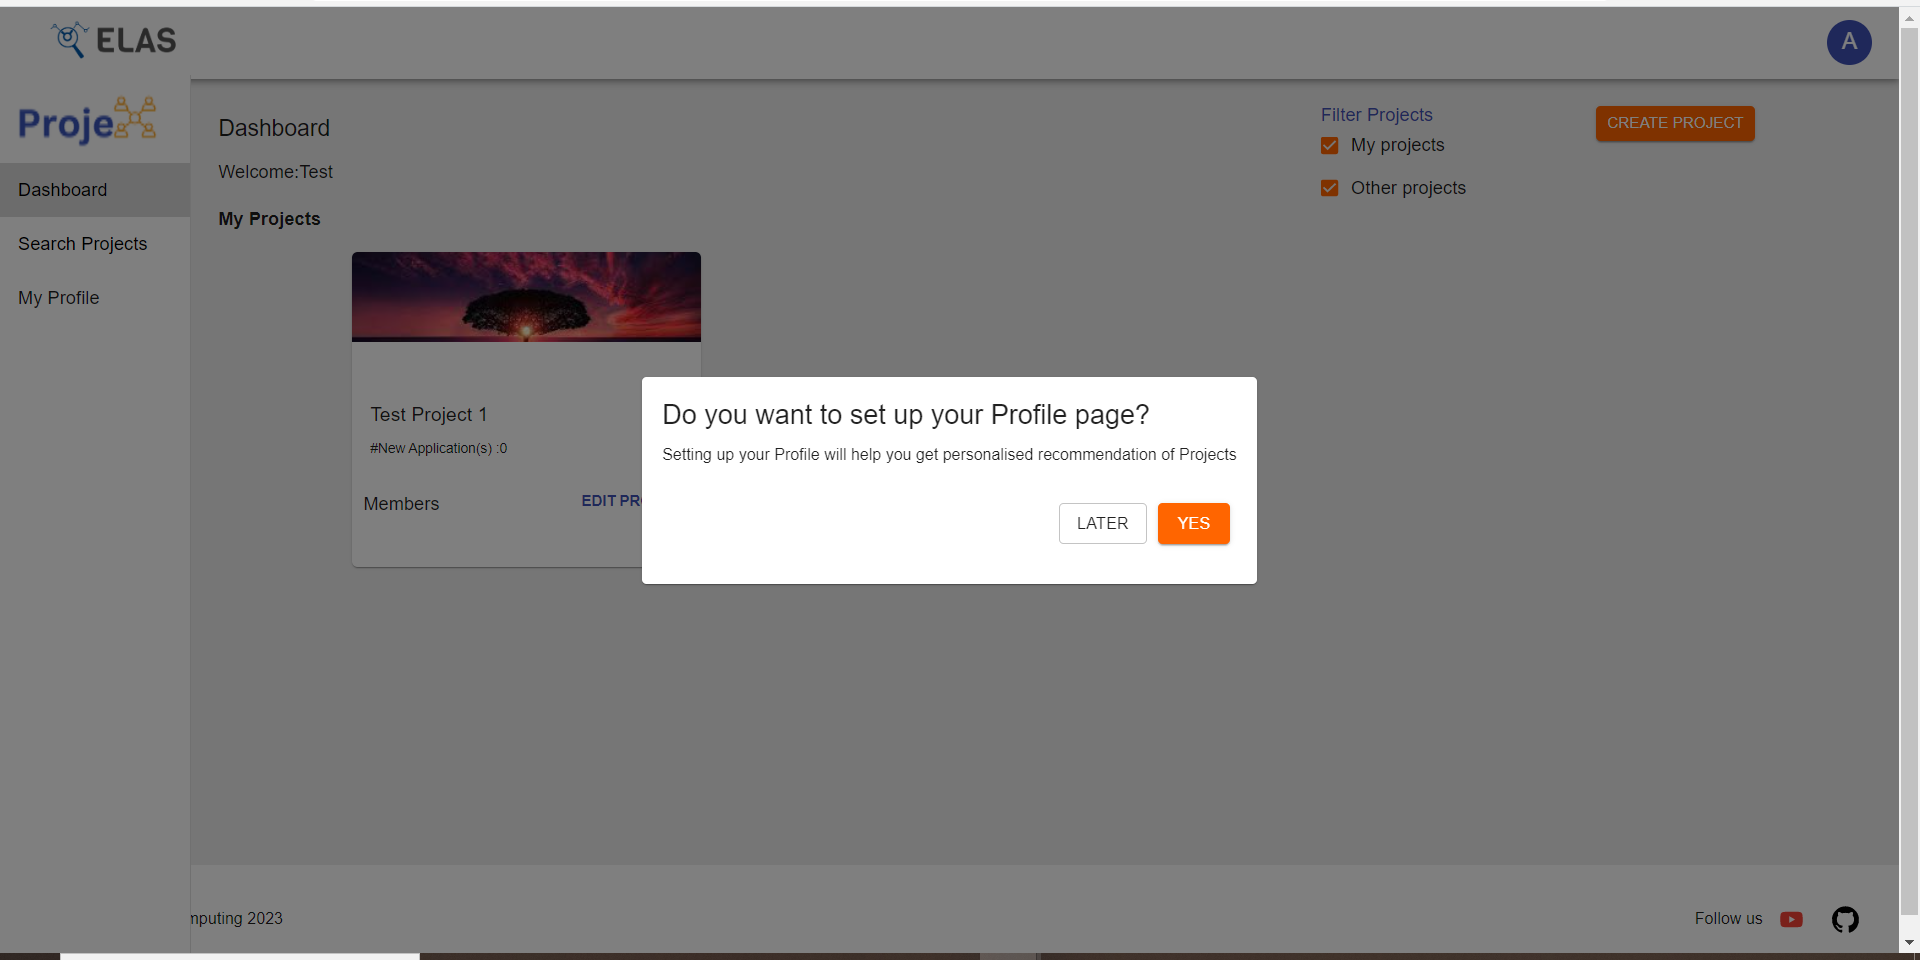 ELAS
A
Proje
Dashboard
Search Projects
My Profile
Dashboard
Welcome:Test
My Projects
Filter Projects
My projects
Other projects
CREATE PROJECT
Test Project 1
#New Application(s) :0
Members
EDIT
Do you want to set up your Profile page?
Setting up your Profile will help you get personalised recommendation of Projects
LATER
YES
mputing 2023
Follow us